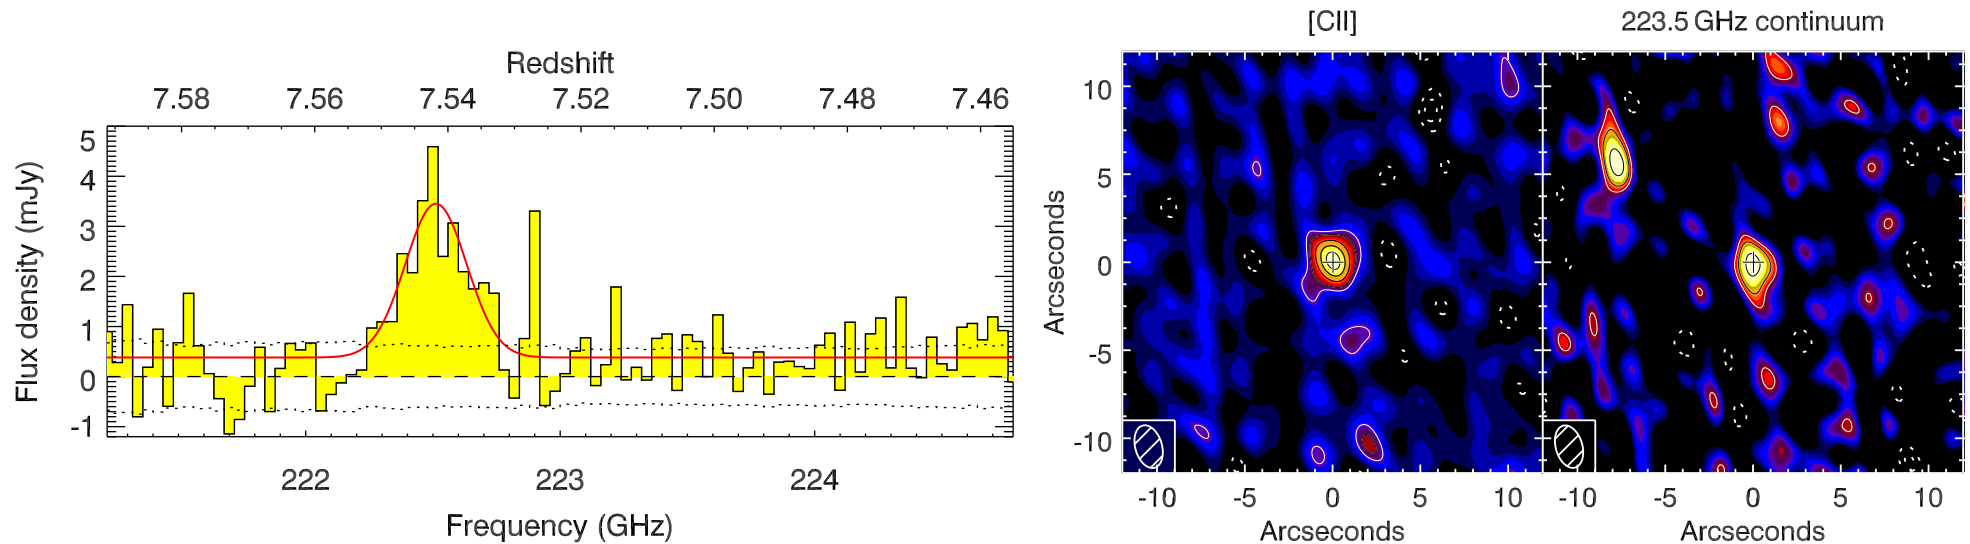 Redshift
7.58 7.56 7.54 7.52 7.50 7.48 7.46
5
4
3
2
1
0
-1
Flux density (mJy)
222 223 224
Frequency (GHz)
[CII] 223.5 GHz continuum
10
5
0
-5
-10
Arcseconds
-10 -5 0 5 10 -10 -5 0 5 10
Arcseconds Arcseconds